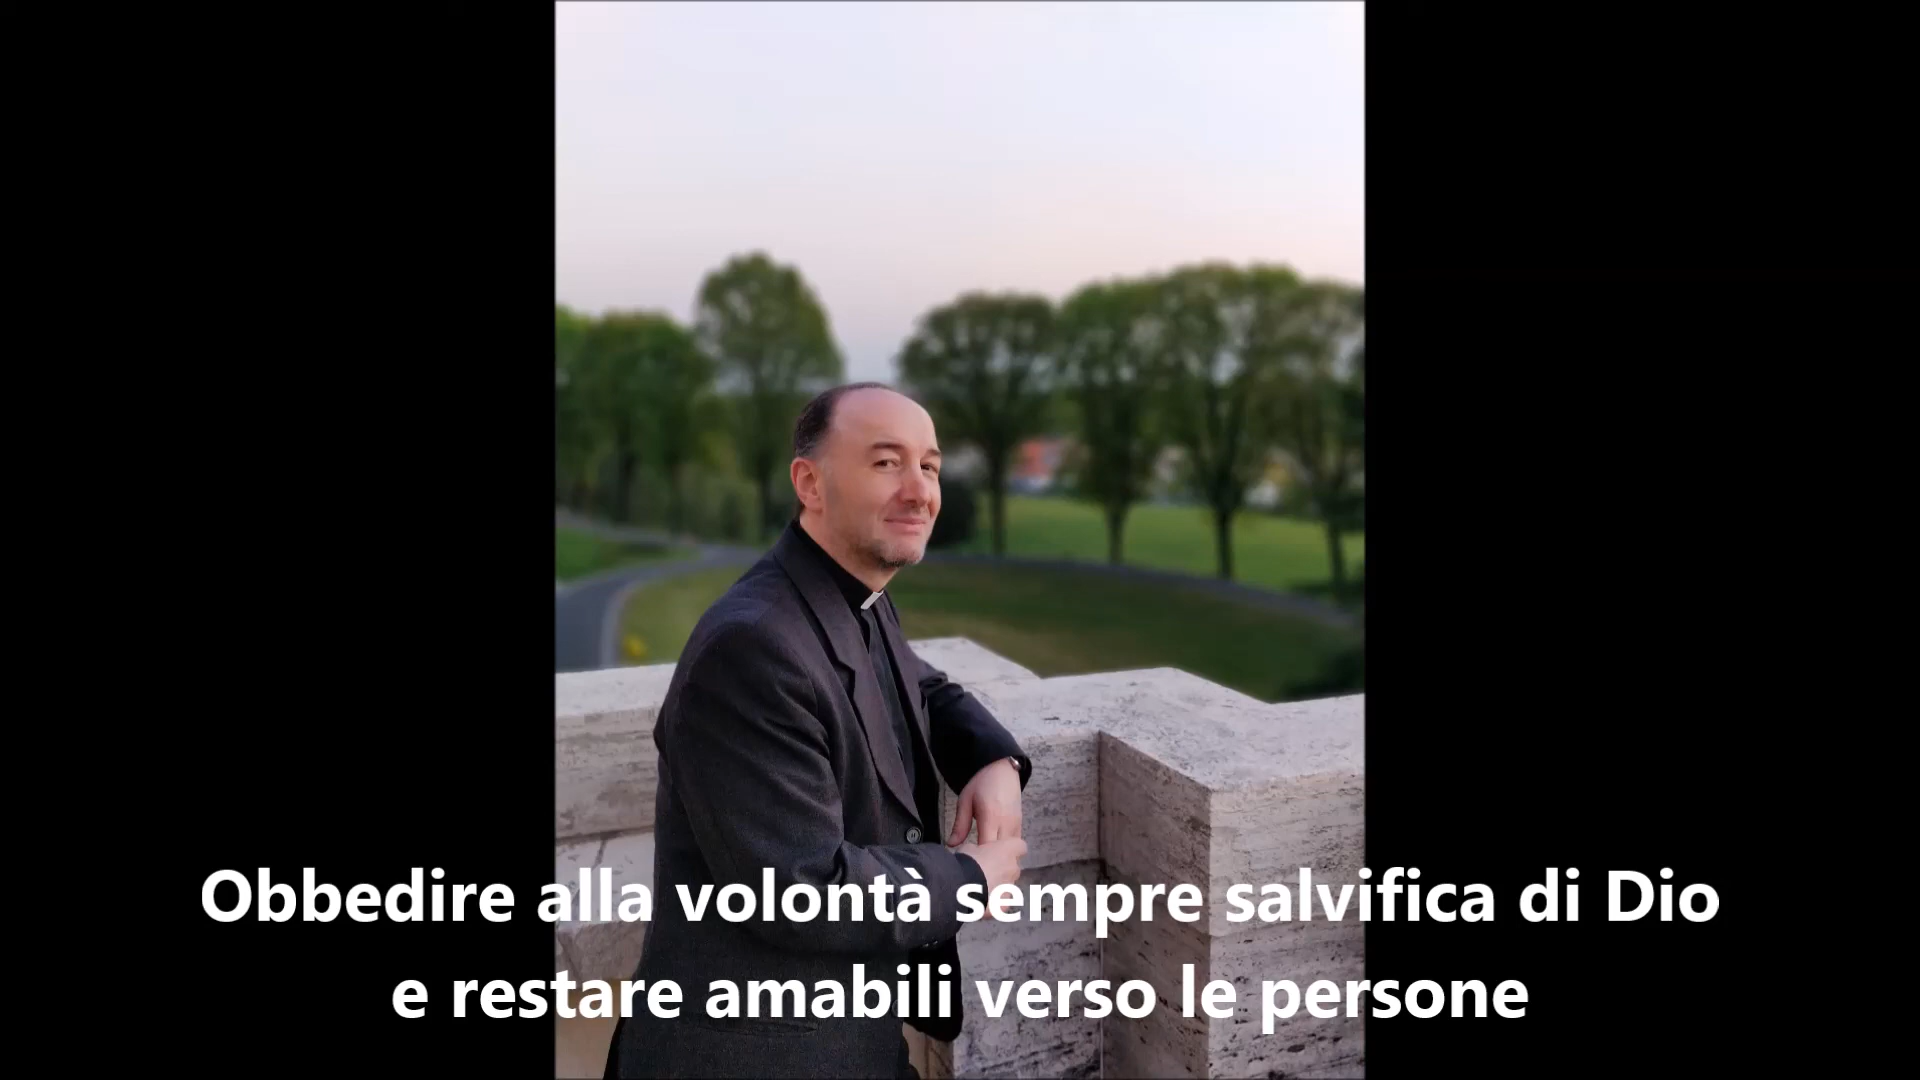 Obbedire alla volontà sempre salvifica di Dio
e restare amabili verso le persone